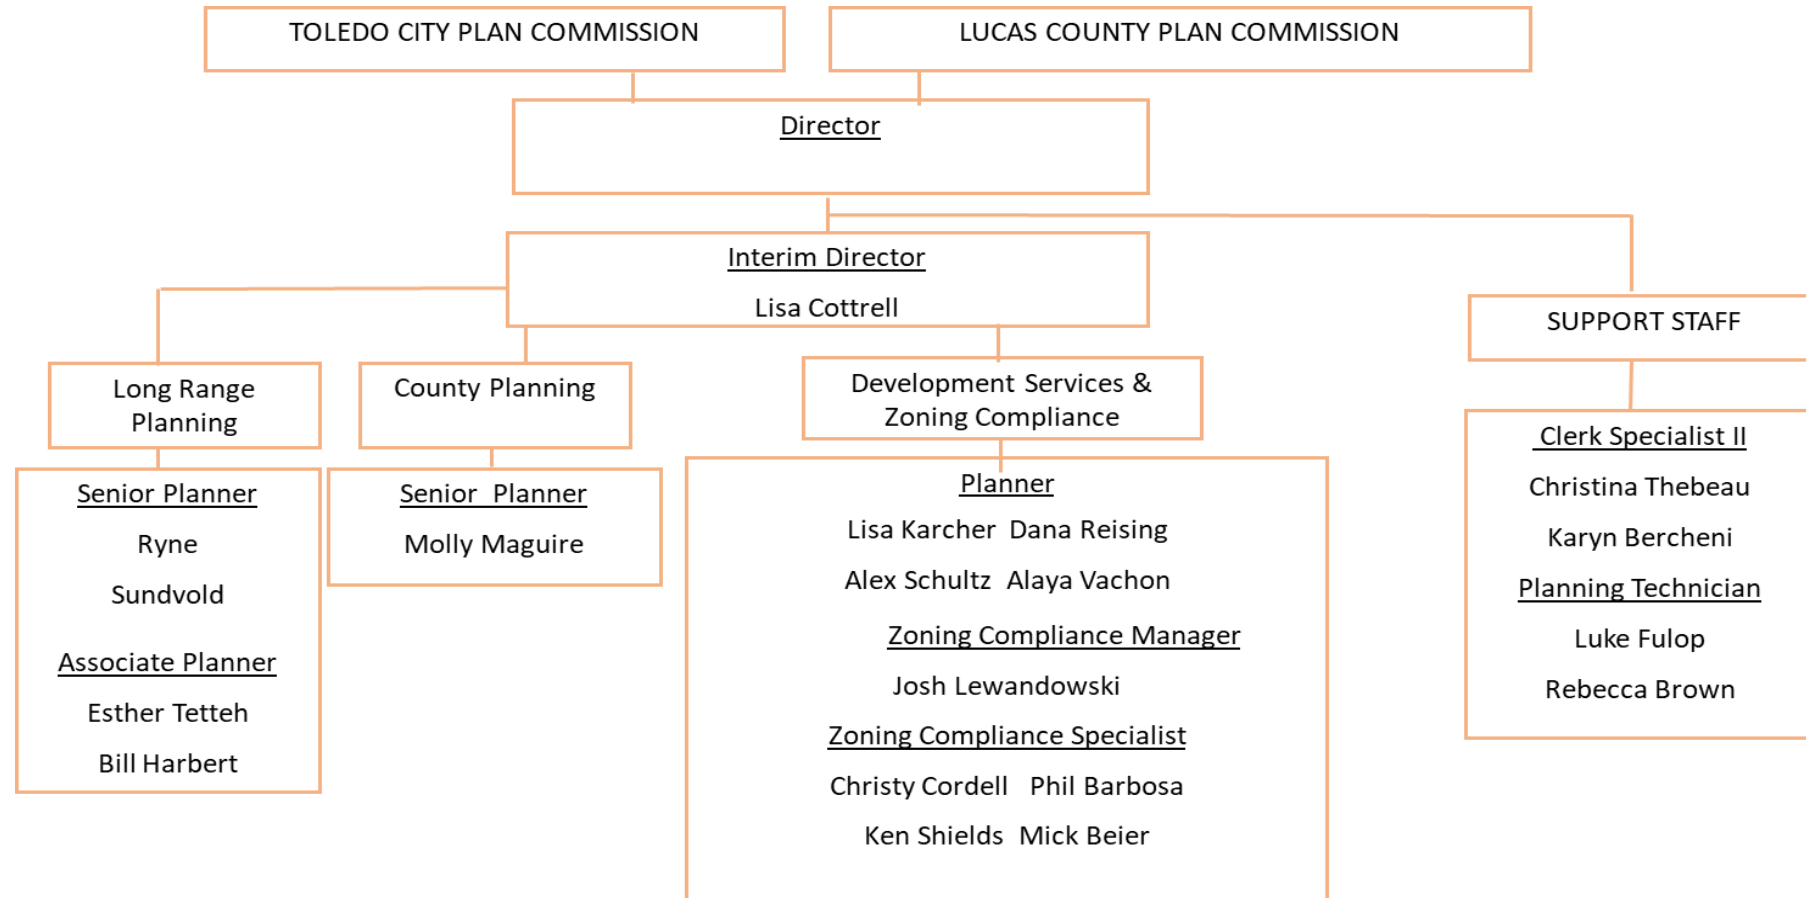 TOLEDO CITY PLAN COMMISSION
LUCAS COUNTY PLAN COMMISSION
Director
Interim Director
Lisa Cottrell
SUPPORT STAFF
Long Range
Planning
County Planning
Development Services &
Zoning Compliance
Senior Planner
Ryne
Sundvold
Associate Planner
Esther Tetteh
Bill Harbert
Senior Planner
Molly Maguire
Planner
Lisa Karcher Dana Reising
Alex Schultz Alaya Vachon
Zoning Compliance Manager
Josh Lewandowski
Zoning Compliance Specialist
Christy Cordell Phil Barbosa
Ken Shields Mick Beier
Clerk Specialist II
Christina Thebeau
Karyn Bercheni
Planning Technician
Luke Fulop
Rebecca Brown